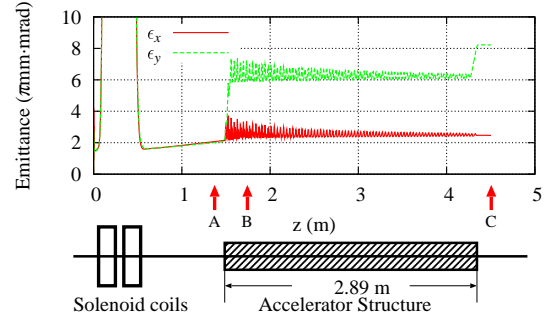 Emittance (πmm·mrad)
10
8
6
4
2
0
ϵx
ϵy
0 1 2 3 4 5
A B z (m) C
2.89 m
Solenoid coils Accelerator Structure